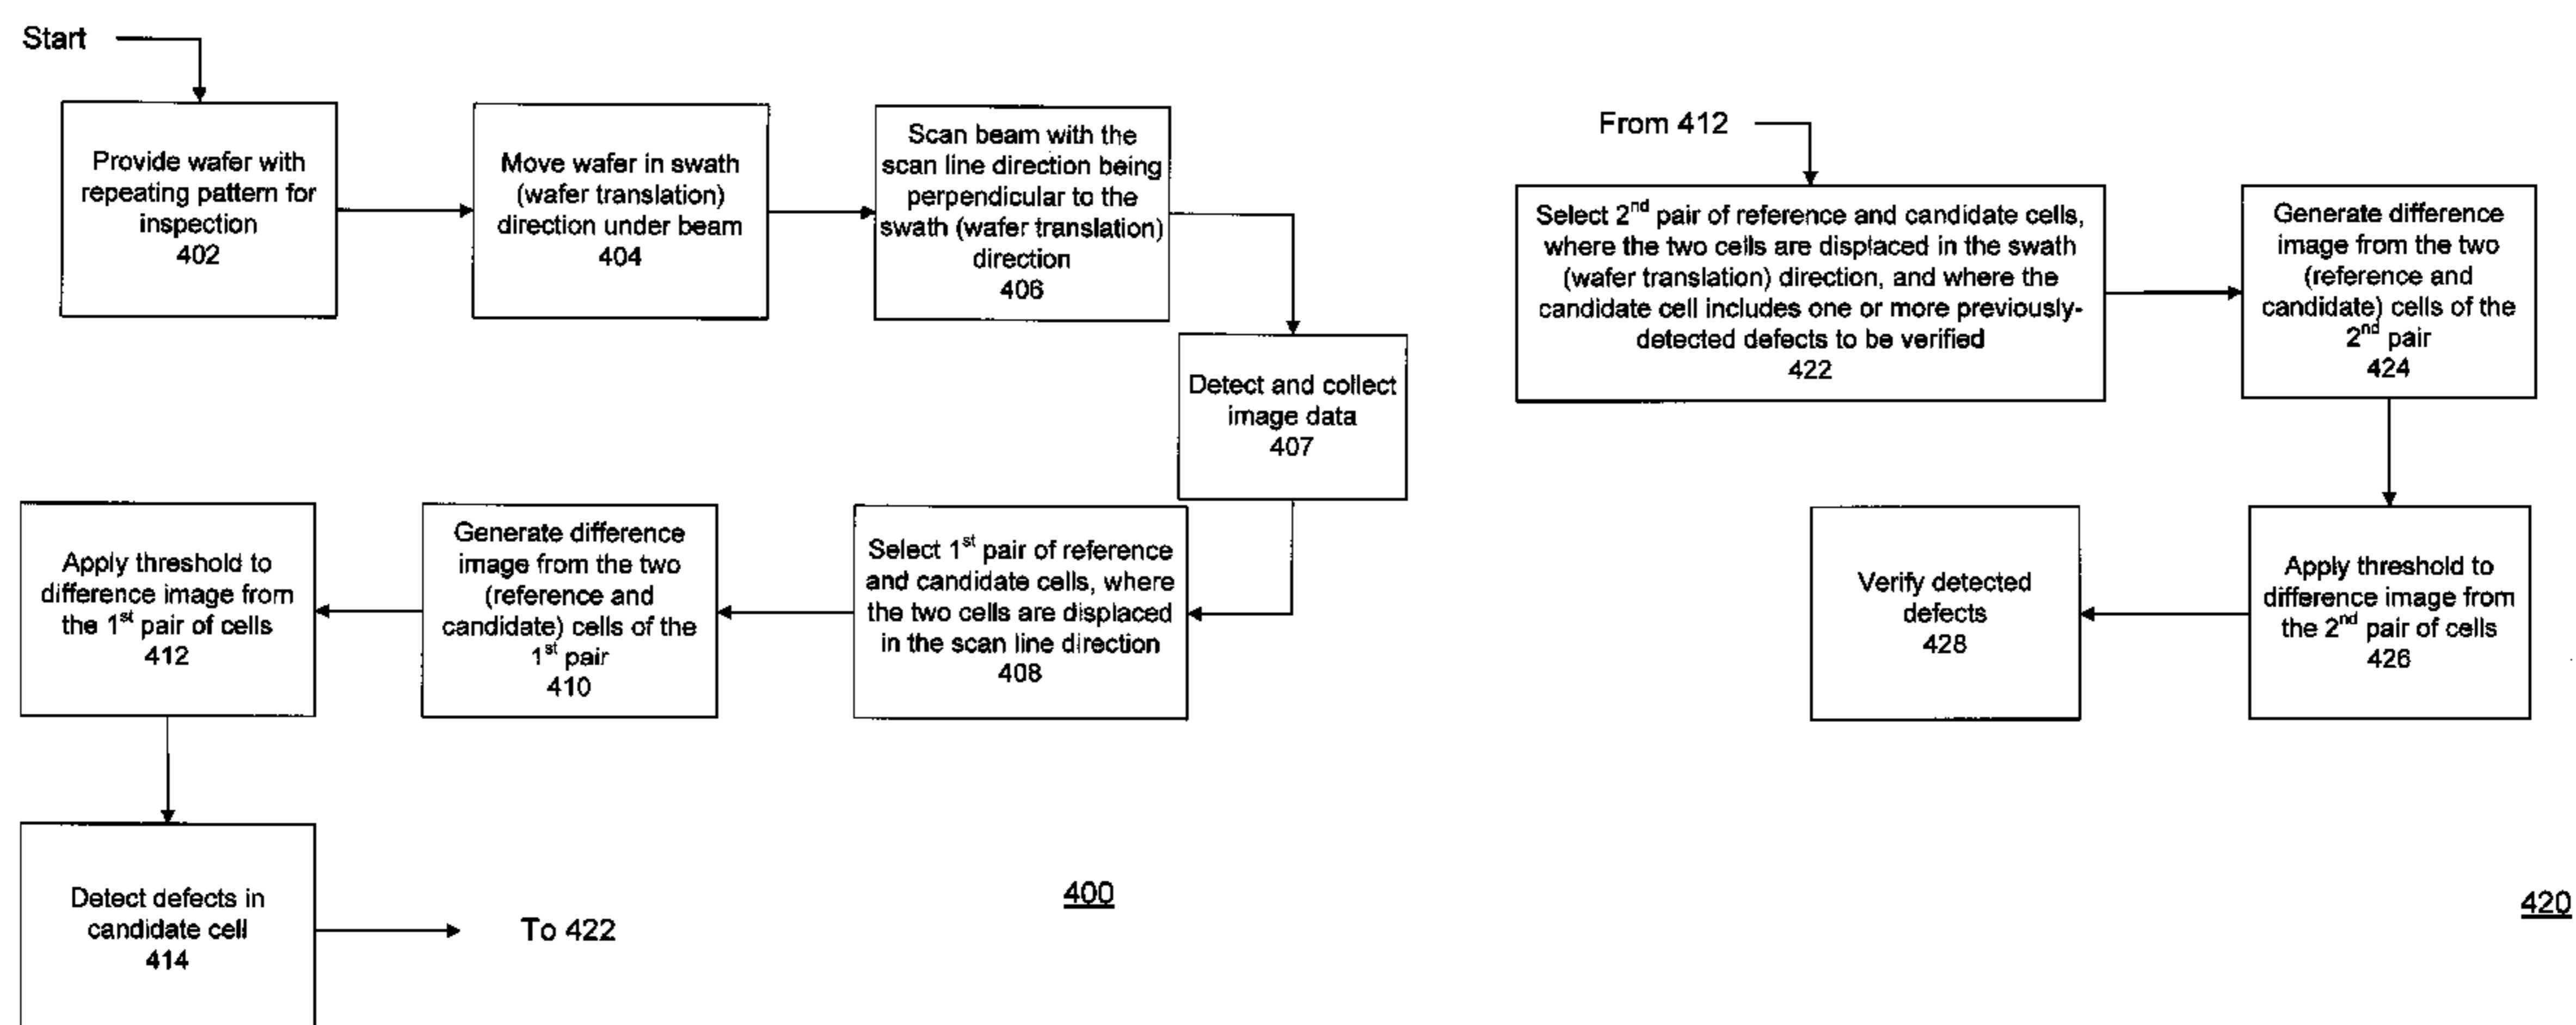 Start
Provide wafer with
repeating pattern for
inspection
402
Move wafer in swath
(wafer translation)
direction under beam
404
Scan beam with the
scan line direction being
perpendicular to the
swath (wafer translation)
direction
406
Detect and collect
image data
407
Select 1st pair of reference
and candidate cells, where
the two cells are displaced
in the scan line direction
408
Generate difference
image from the two
(reference and
candidate) cells of the
1st pair
410
Apply threshold to
difference image from
the 1st pair of cells
412
Detect defects in
candidate cell
414
To 422
400
From 412
Select 2nd pair of reference and candidate cells,
where the two cells are displaced in the swath
(wafer translation) direction, and where the
candidate cell includes one or more previously-
detected defects to be verified
422
Generate difference
image from the two
(reference and
candidate) cells of the
2nd pair
424
Apply threshold to
difference image from
the 2nd pair of cells
426
Verify detected
defects
428
420